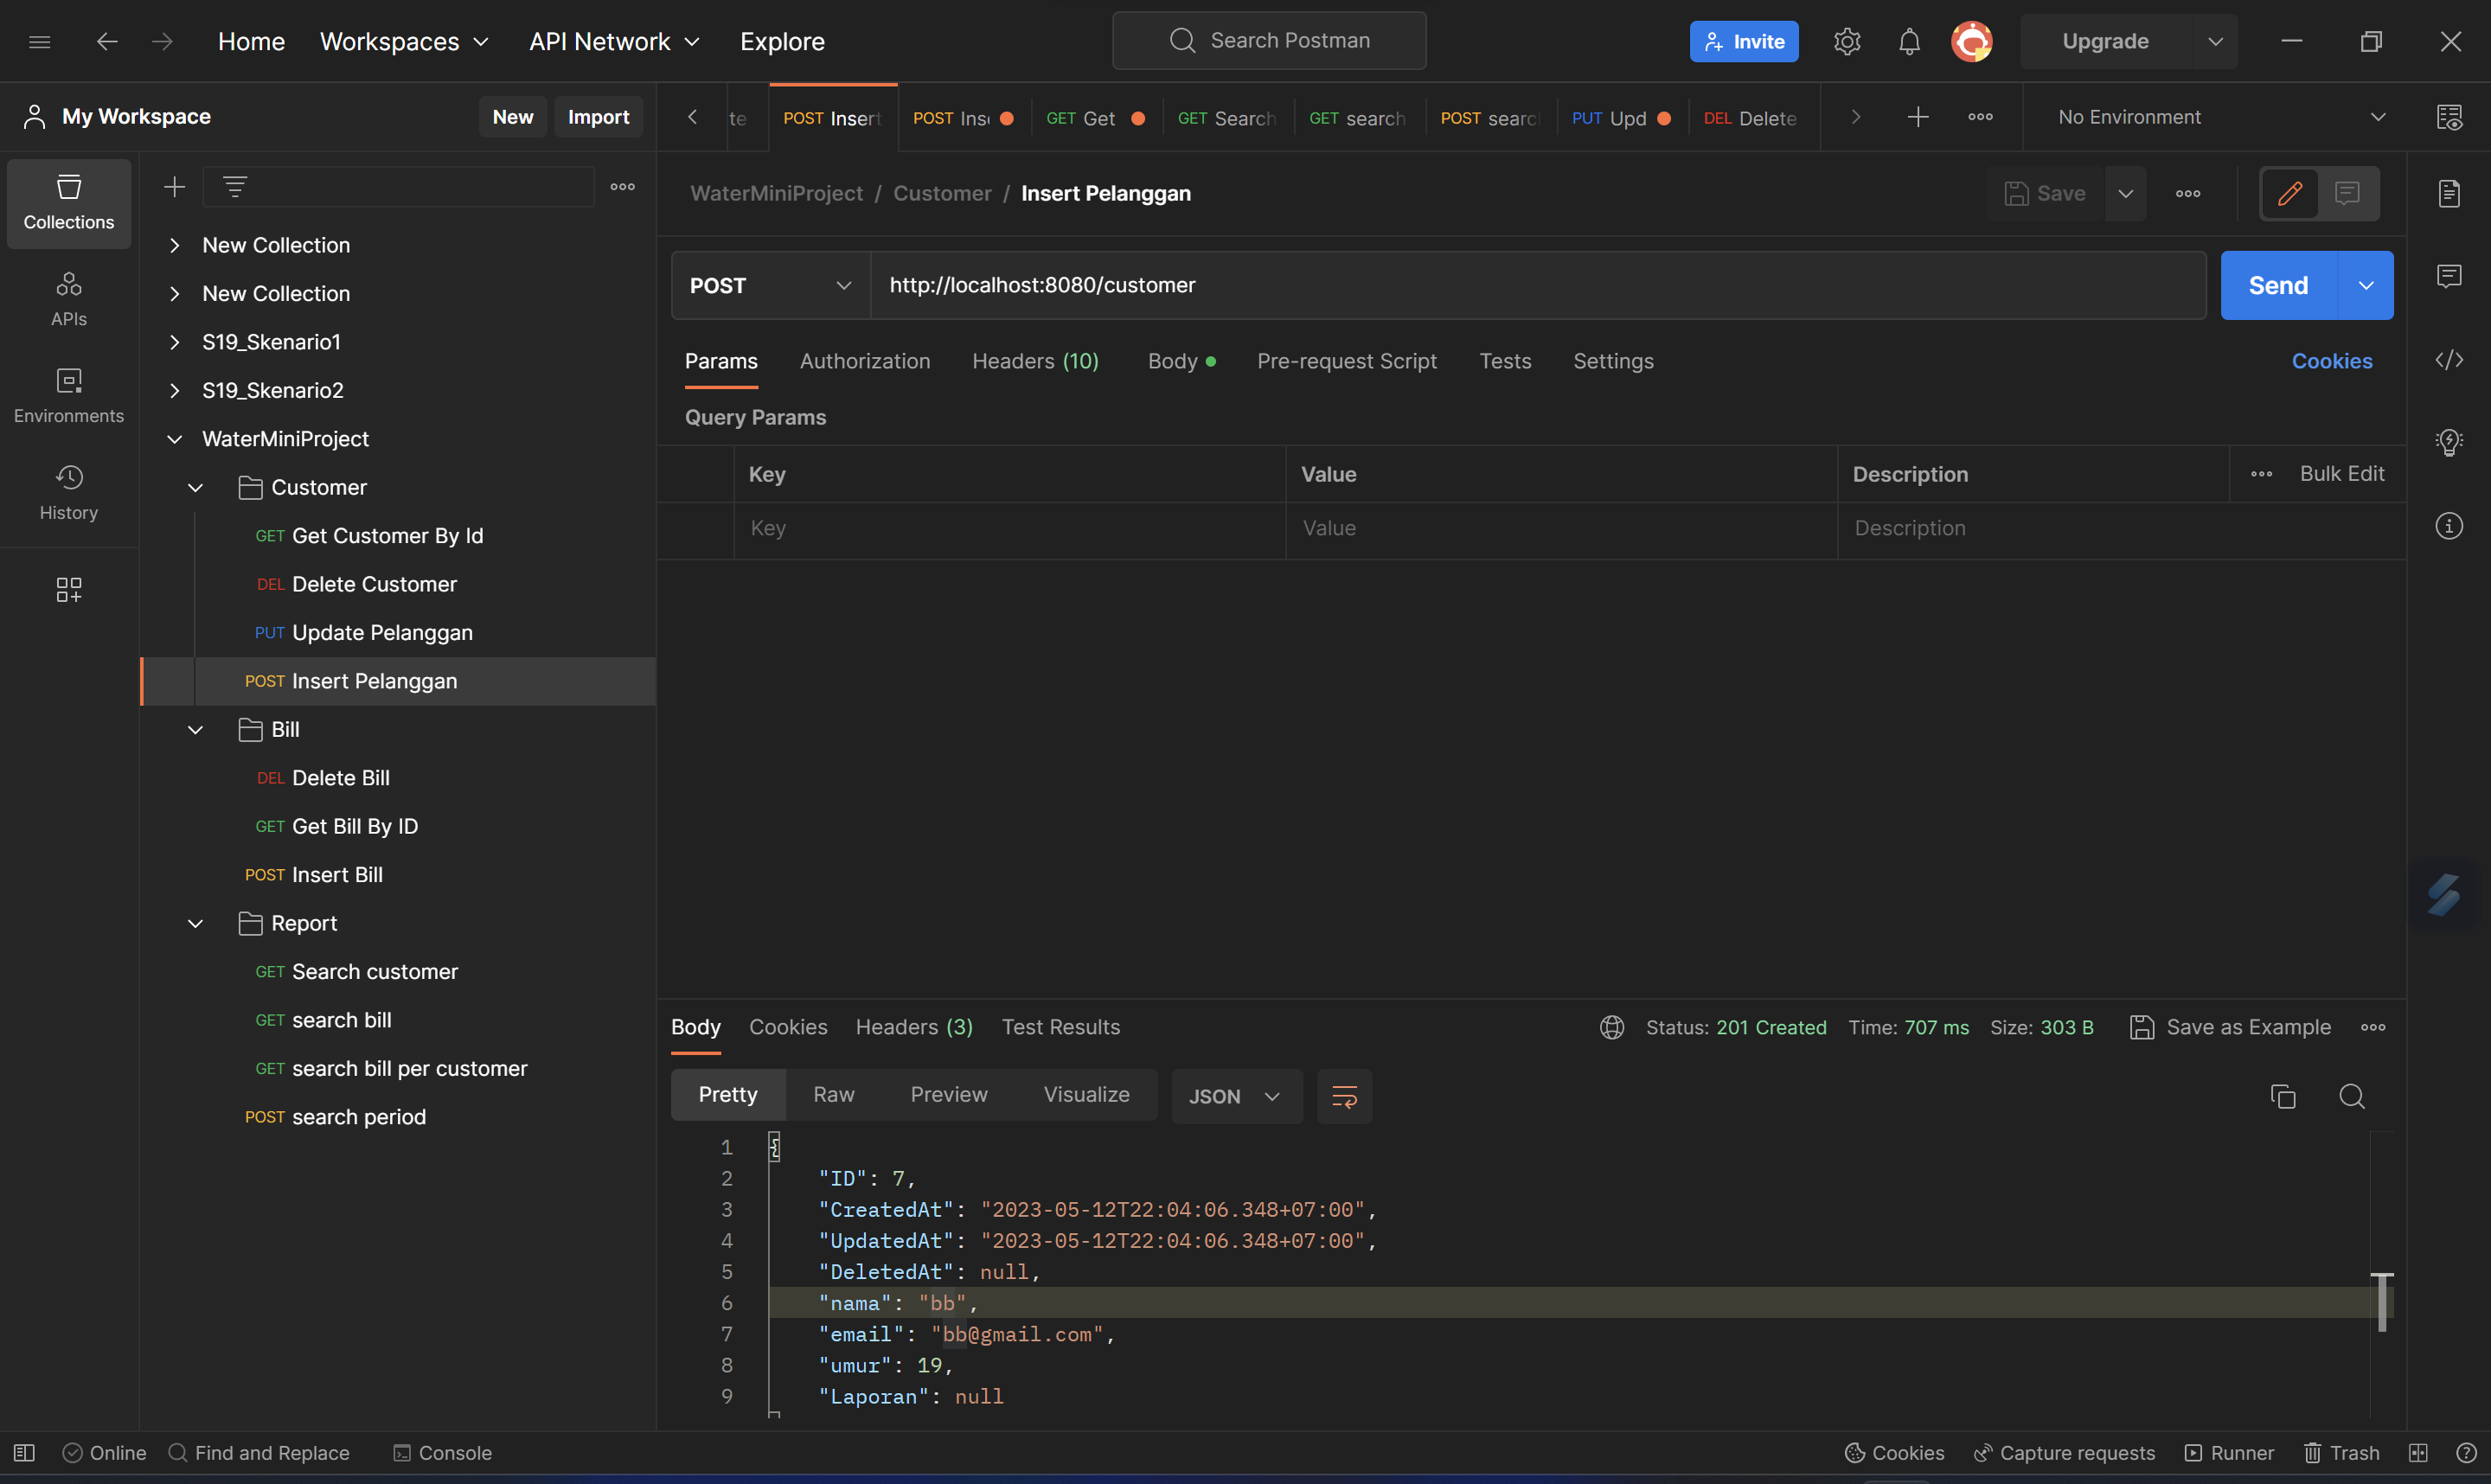 Home Workspaces API Network Explore Search Postman Invite Upgrade
My Workspace New Import
te POST Insert POST Ins GET Get GET Search GET search POST searc PUT Upd DEL Delete No Environment
Collections
APIs
Environments
History
New Collection
New Collection
S19_Skenario1
S19_Skenario2
WaterMiniProject
Customer
GET Get Customer By Id
DEL Delete Customer
PUT Update Pelanggan
POST Insert Pelanggan
Bill
DEL Delete Bill
GET Get Bill By ID
POST Insert Bill
Report
GET Search customer
GET search bill
GET search bill per customer
POST search period
WaterMiniProject / Customer / Insert Pelanggan Save
POST http://localhost:8080/customer Send
Params Authorization Headers (10) Body Pre-request Script Tests Settings Cookies
Query Params
Key Value Description Bulk Edit
Key Value Description
Body Cookies Headers (3) Test Results Status: 201 Created Time: 707 ms Size: 303 B Save as Example
Pretty Raw Preview Visualize JSON
1 {
2 "ID": 7,
3 "CreatedAt": "2023-05-12T22:04:06.348+07:00",
4 "UpdatedAt": "2023-05-12T22:04:06.348+07:00",
5 "DeletedAt": null,
6 "nama": "bb",
7 "email": "bb@gmail.com",
8 "umur": 19,
9 "Laporan": null
Online Find and Replace Console Cookies Capture requests Runner Trash